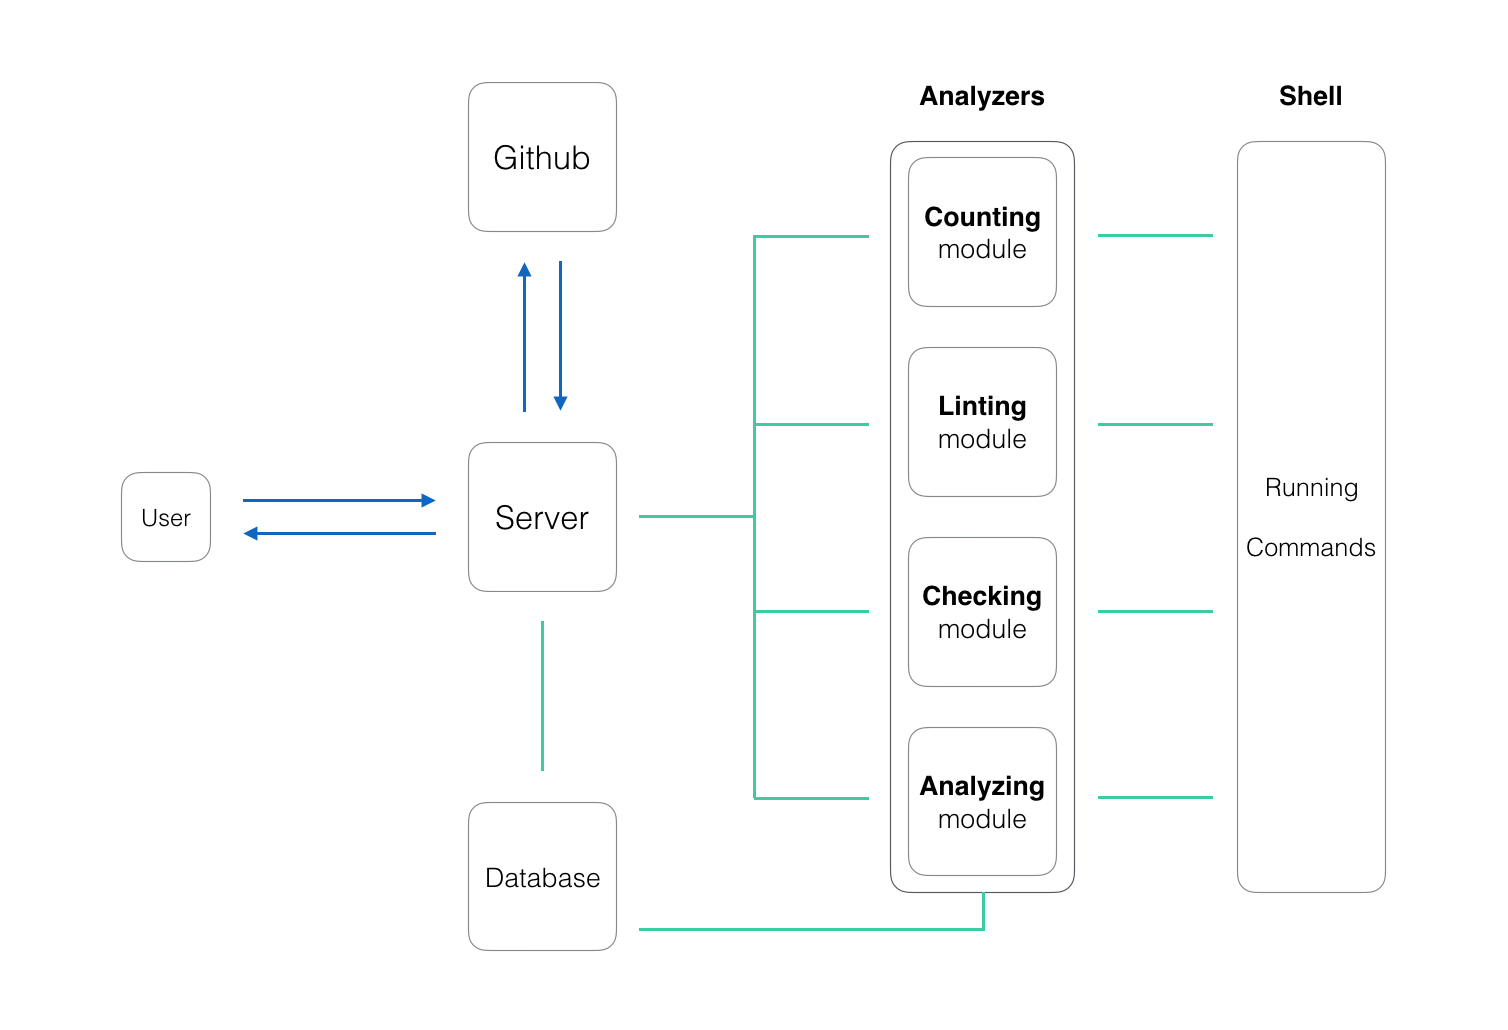 Analyzers
Shell
Github
Counting
module
Linting
module
Running
Commands
User
Server
Checking
module
Analyzing
module
Database